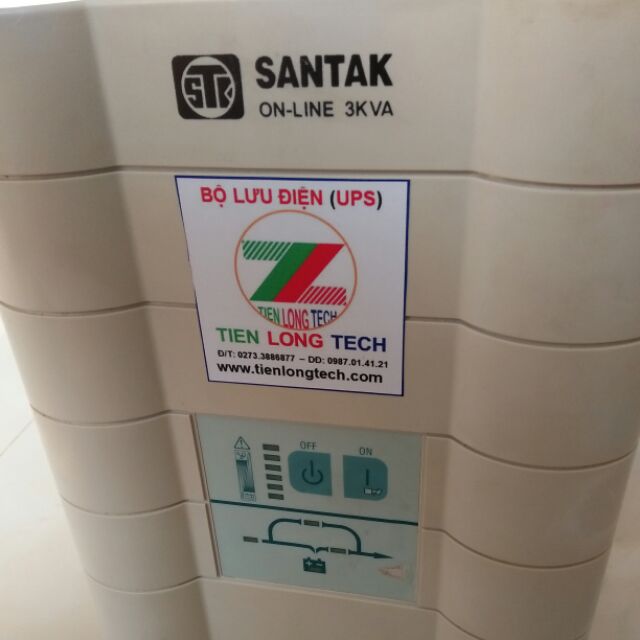 STK
SANTAK
ON-LINE 3KVA
BỘ LƯU ĐIỆN (UPS)
TIEN LONG TECH
TIEN LONG TECH
Đ/T: 0273.3886877 – DD: 0987.01.41.21
www.tienlongtech.com
OFF
ON